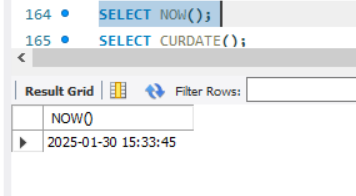 164 SELECT NOW();
165 SELECT CURDATE();
Result Grid Filter Rows:
NOW()
2025-01-30 15:33:45